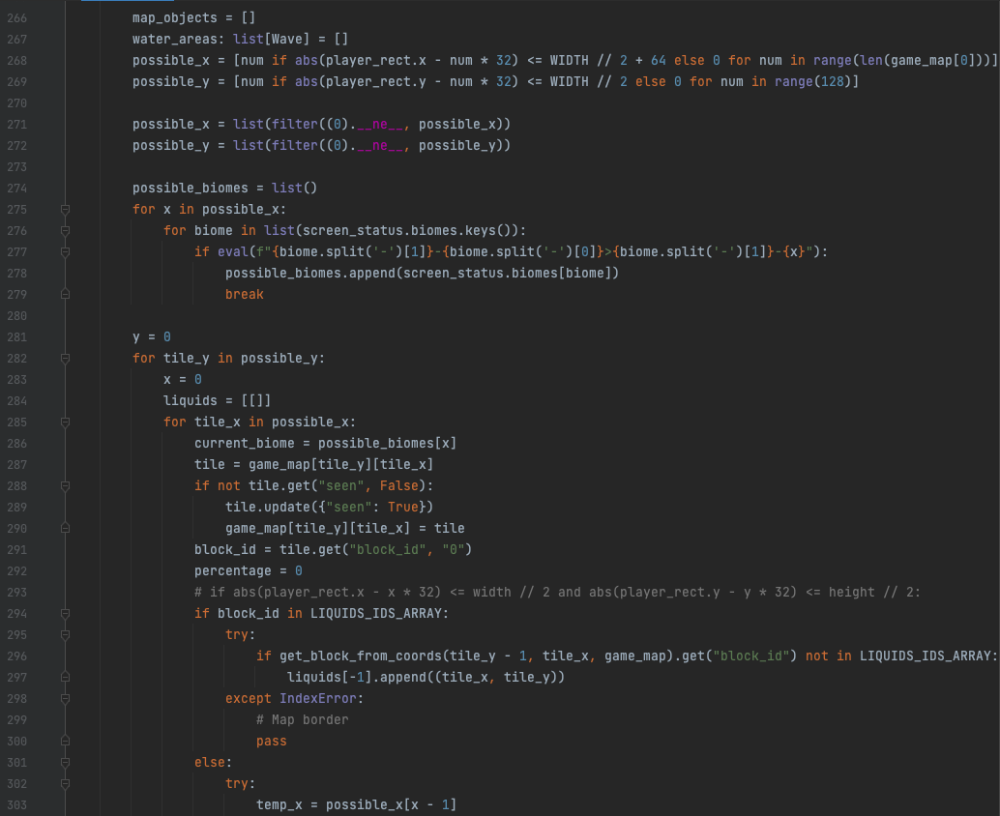 266 map_objects = []
267 water_areas: list[Wave] = []
268 possible_x = [num if abs(player_rect.x - num * 32) <= WIDTH // 2 + 64 else 0 for num in range(len(game_map[0]))]
269 possible_y = [num if abs(player_rect.y - num * 32) <= WIDTH // 2 else 0 for num in range(128)]
270
271 possible_x = list(filter((0).__ne__, possible_x))
272 possible_y = list(filter((0).__ne__, possible_y))
273
274 possible_biomes = list()
275 for x in possible_x:
276     for biome in list(screen_status.biomes.keys()):
277         if eval(f"{biome.split('-')[1]}-{biome.split('-')[0]}>{biome.split('-')[1]}-{x}"):
278             possible_biomes.append(screen_status.biomes[biome])
279             break
280
281 y = 0
282 for tile_y in possible_y:
283     x = 0
284     liquids = [[]]
285     for tile_x in possible_x:
286         current_biome = possible_biomes[x]
287         tile = game_map[tile_y][tile_x]
288         if not tile.get("seen", False):
289             tile.update({"seen": True})
290             game_map[tile_y][tile_x] = tile
291         block_id = tile.get("block_id", "0")
292         percentage = 0
293         # if abs(player_rect.x - x * 32) <= width // 2 and abs(player_rect.y - y * 32) <= height // 2:
294         if block_id in LIQUIDS_IDS_ARRAY:
295             try:
296                 if get_block_from_coords(tile_y - 1, tile_x, game_map).get("block_id") not in LIQUIDS_IDS_ARRAY:
297                     liquids[-1].append((tile_x, tile_y))
298             except IndexError:
299                 # Map border
300                 pass
301         else:
302             try:
303                 temp_x = possible_x[x - 1]